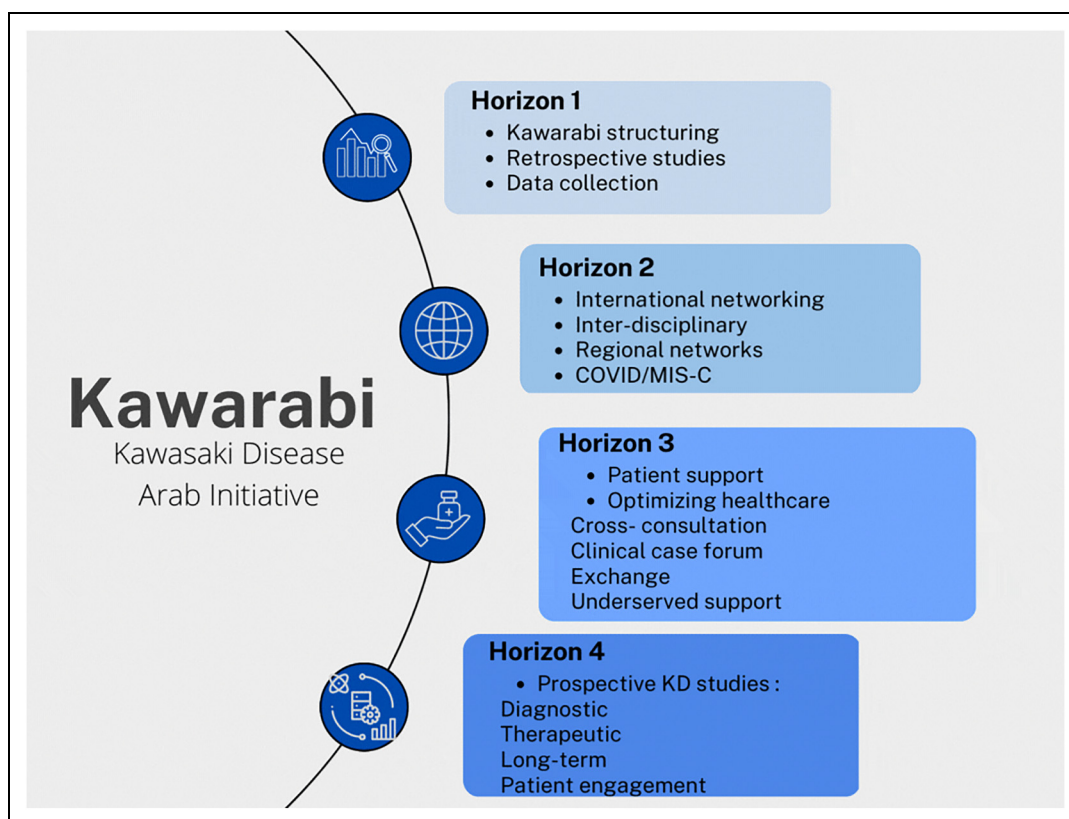 Kawarabi
Kawasaki Disease
Arab Initiative
Horizon 1
• Kawarabi structuring
• Retrospective studies
• Data collection
Horizon 2
• International networking
• Inter-disciplinary
• Regional networks
• COVID/MIS-C
Horizon 3
• Patient support
• Optimizing healthcare
Cross- consultation
Clinical case forum
Exchange
Underserved support
Horizon 4
• Prospective KD studies :
Diagnostic
Therapeutic
Long-term
Patient engagement